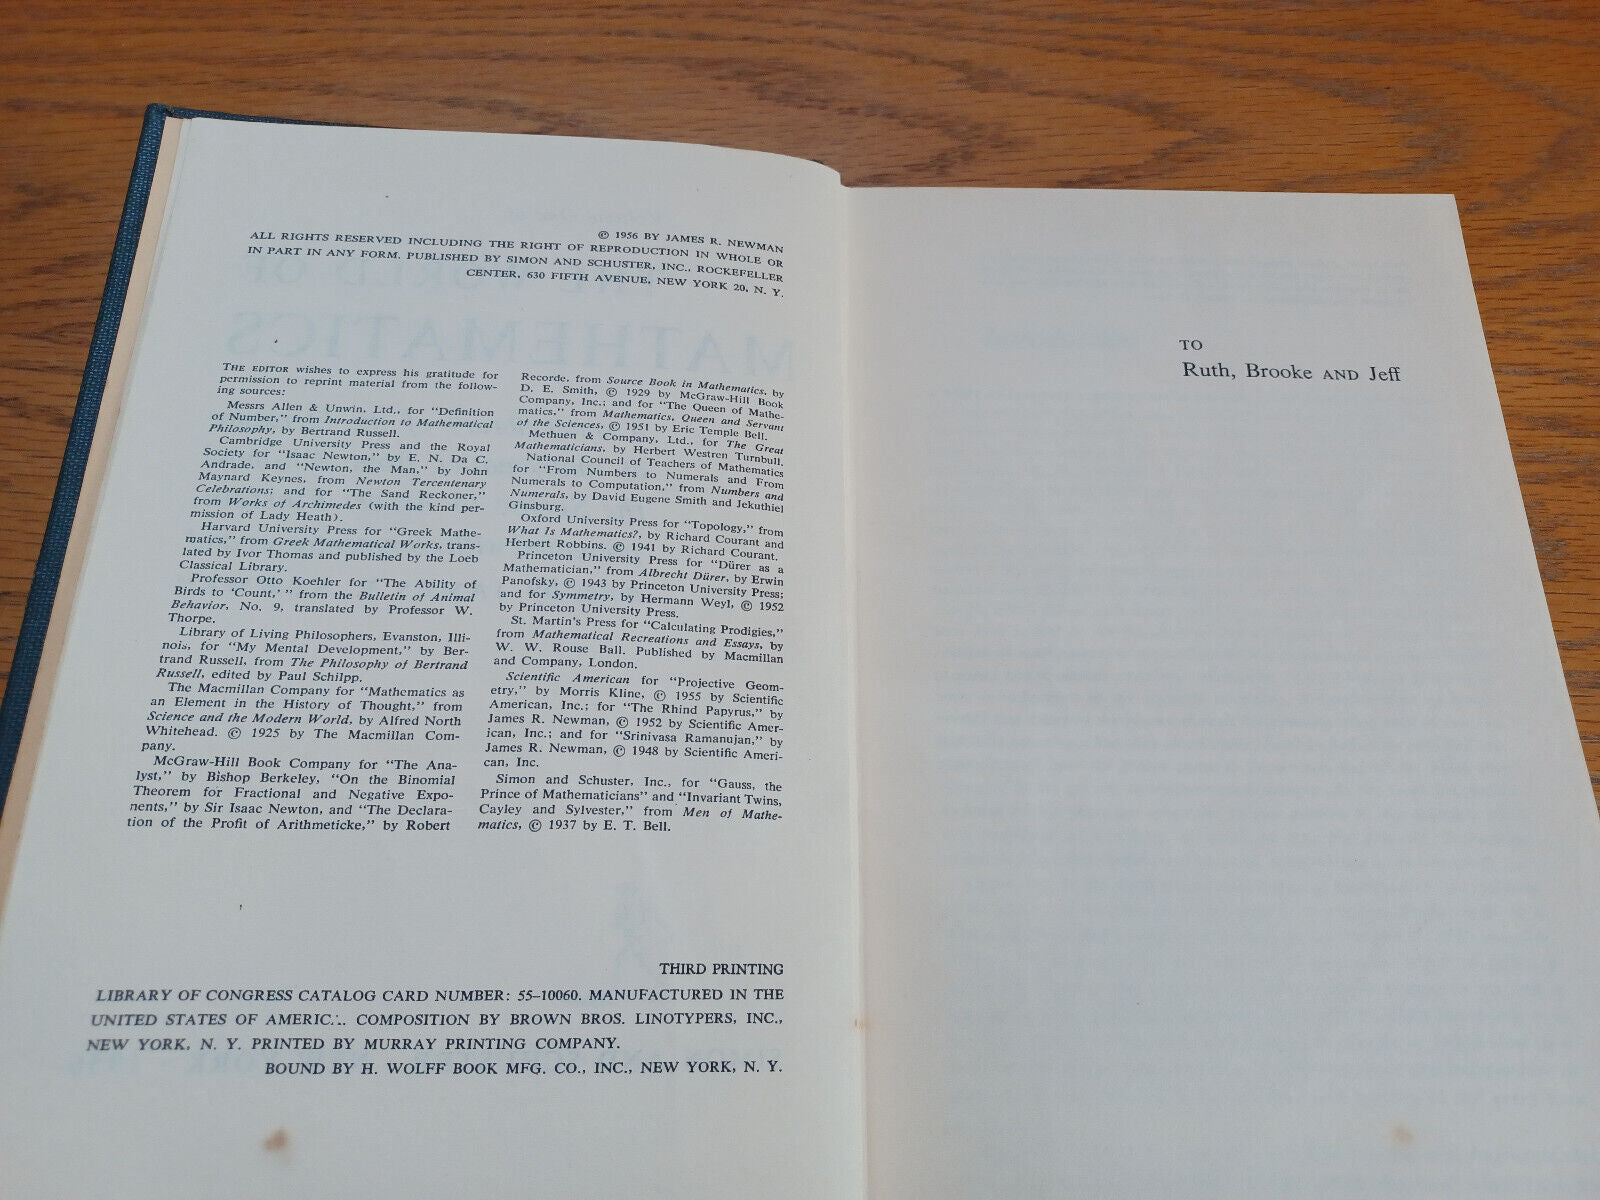 © 1956 BY JAMES R. NEWMAN
ALL RIGHTS RESERVED INCLUDING THE RIGHT OF REPRODUCTION IN WHOLE OR
IN PART IN ANY FORM. PUBLISHED BY SIMON AND SCHUSTER, INC., ROCKEFELLER
CENTER, 630 FIFTH AVENUE, NEW YORK 20, N. Y.
THE EDITOR wishes to express his gratitude for
permission to reprint material from the follow-
ing sources:
Messrs Allen & Unwin, Ltd., for "Definition
of Number," from Introduction to Mathematical
Philosophy, by Bertrand Russell.
Cambridge University Press and the Royal
Society for "Isaac Newton," by E. N. Da C.
Andrade, and "Newton, the Man," by John
Maynard Keynes, from Newton Tercentenary
Celebrations; and for "The Sand Reckoner,"
from Works of Archimedes (with the kind per-
mission of Lady Heath).
Harvard University Press for "Greek Mathe-
matics," from Greek Mathematical Works, trans-
lated by Ivor Thomas and published by the Loeb
Classical Library.
Professor Otto Koehler for "The Ability of
Birds to 'Count,' " from the Bulletin of Animal
Behavior, No. 9, translated by Professor W.
Thorpe.
Library of Living Philosophers, Evanston, Illi-
nois, for "My Mental Development," by Ber-
trand Russell, from The Philosophy of Bertrand
Russell, edited by Paul Schilpp.
The Macmillan Company for "Mathematics as
an Element in the History of Thought," from
Science and the Modern World, by Alfred North
Whitehead. © 1925 by The Macmillan Com-
pany.
McGraw-Hill Book Company for "The Ana-
lyst," by Bishop Berkeley, "On the Binomial
Theorem for Fractional and Negative Expo-
nents," by Sir Isaac Newton, and "The Declara-
tion of the Profit of Arithmeticke," by Robert
Recorde, from Source Book in Mathematics, by
D. E. Smith, © 1929 by McGraw-Hill Book
Company, Inc.; and for "The Queen of Mathe-
matics," from Mathematics, Queen and Servant
of the Sciences, © 1951 by Eric Temple Bell.
Methuen & Company, Ltd., for The Great
Mathematicians, by Herbert Westren Turnbull.
National Council of Teachers of Mathematics
for "From Numbers to Numerals and From
Numerals to Computation," from Numbers and
Numerals, by David Eugene Smith and Jekuthiel
Ginsburg.
Oxford University Press for "Topology," from
What Is Mathematics?, by Richard Courant and
Herbert Robbins. © 1941 by Richard Courant.
Princeton University Press for "Dürer as a
Mathematician," from Albrecht Dürer, by Erwin
Panofsky, © 1943 by Princeton University Press;
and for Symmetry, by Hermann Weyl, © 1952
by Princeton University Press.
St. Martin's Press for "Calculating Prodigies,"
from Mathematical Recreations and Essays, by
W. W. Rouse Ball. Published by Macmillan
and Company, London.
Scientific American for "Projective Geom-
etry," by Morris Kline, © 1955 by Scientific
American, Inc.; for "The Rhind Papyrus," by
James R. Newman, © 1952 by Scientific Amer-
ican, Inc.; and for "Srinivasa Ramanujan," by
James R. Newman, © 1948 by Scientific Ameri-
can, Inc.
Simon and Schuster, Inc., for "Gauss, the
Prince of Mathematicians" and "Invariant Twins,
Cayley and Sylvester," from Men of Mathe-
matics, © 1937 by E. T. Bell.
THIRD PRINTING
LIBRARY OF CONGRESS CATALOG CARD NUMBER: 55–10060. MANUFACTURED IN THE
UNITED STATES OF AMERIC.. COMPOSITION BY BROWN BROS. LINOTYPERS, INC.,
NEW YORK, N. Y. PRINTED BY MURRAY PRINTING COMPANY.
BOUND BY H. WOLFF BOOK MFG. CO., INC., NEW YORK, N. Y.
TO
Ruth, Brooke AND Jeff